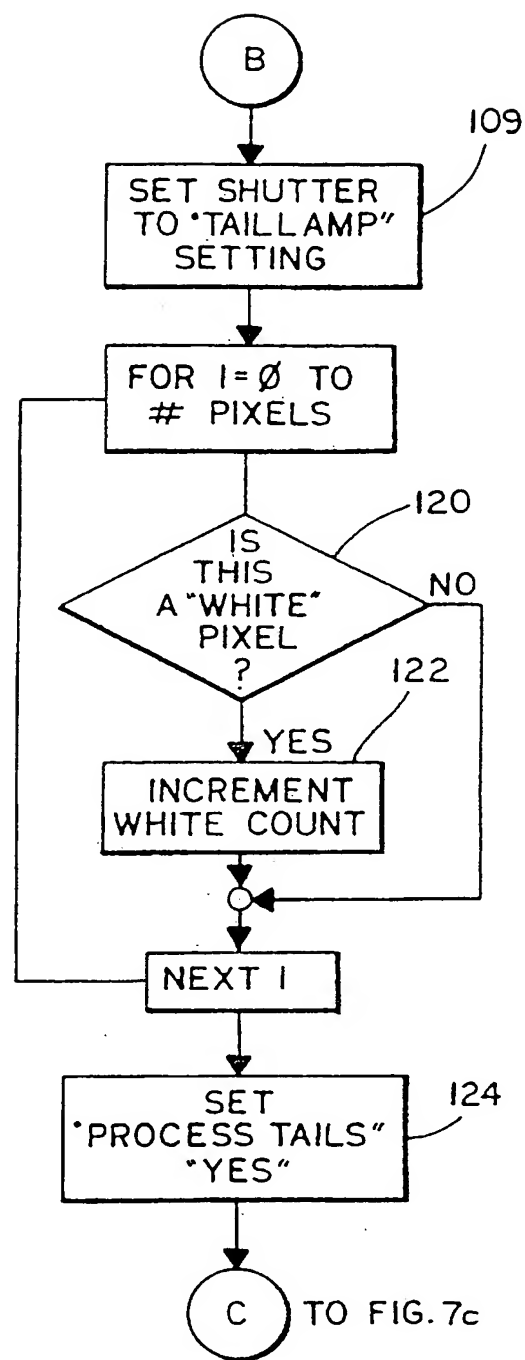 B
109
SET SHUTTER
TO "TAILLAMP"
SETTING
FOR I=Ø TO
# PIXELS
120
IS
THIS
A "WHITE"
PIXEL
?
NO
122
YES
INCREMENT
WHITE COUNT
NEXT I
SET
"PROCESS TAILS"
"YES"
124
C
TO FIG. 7c